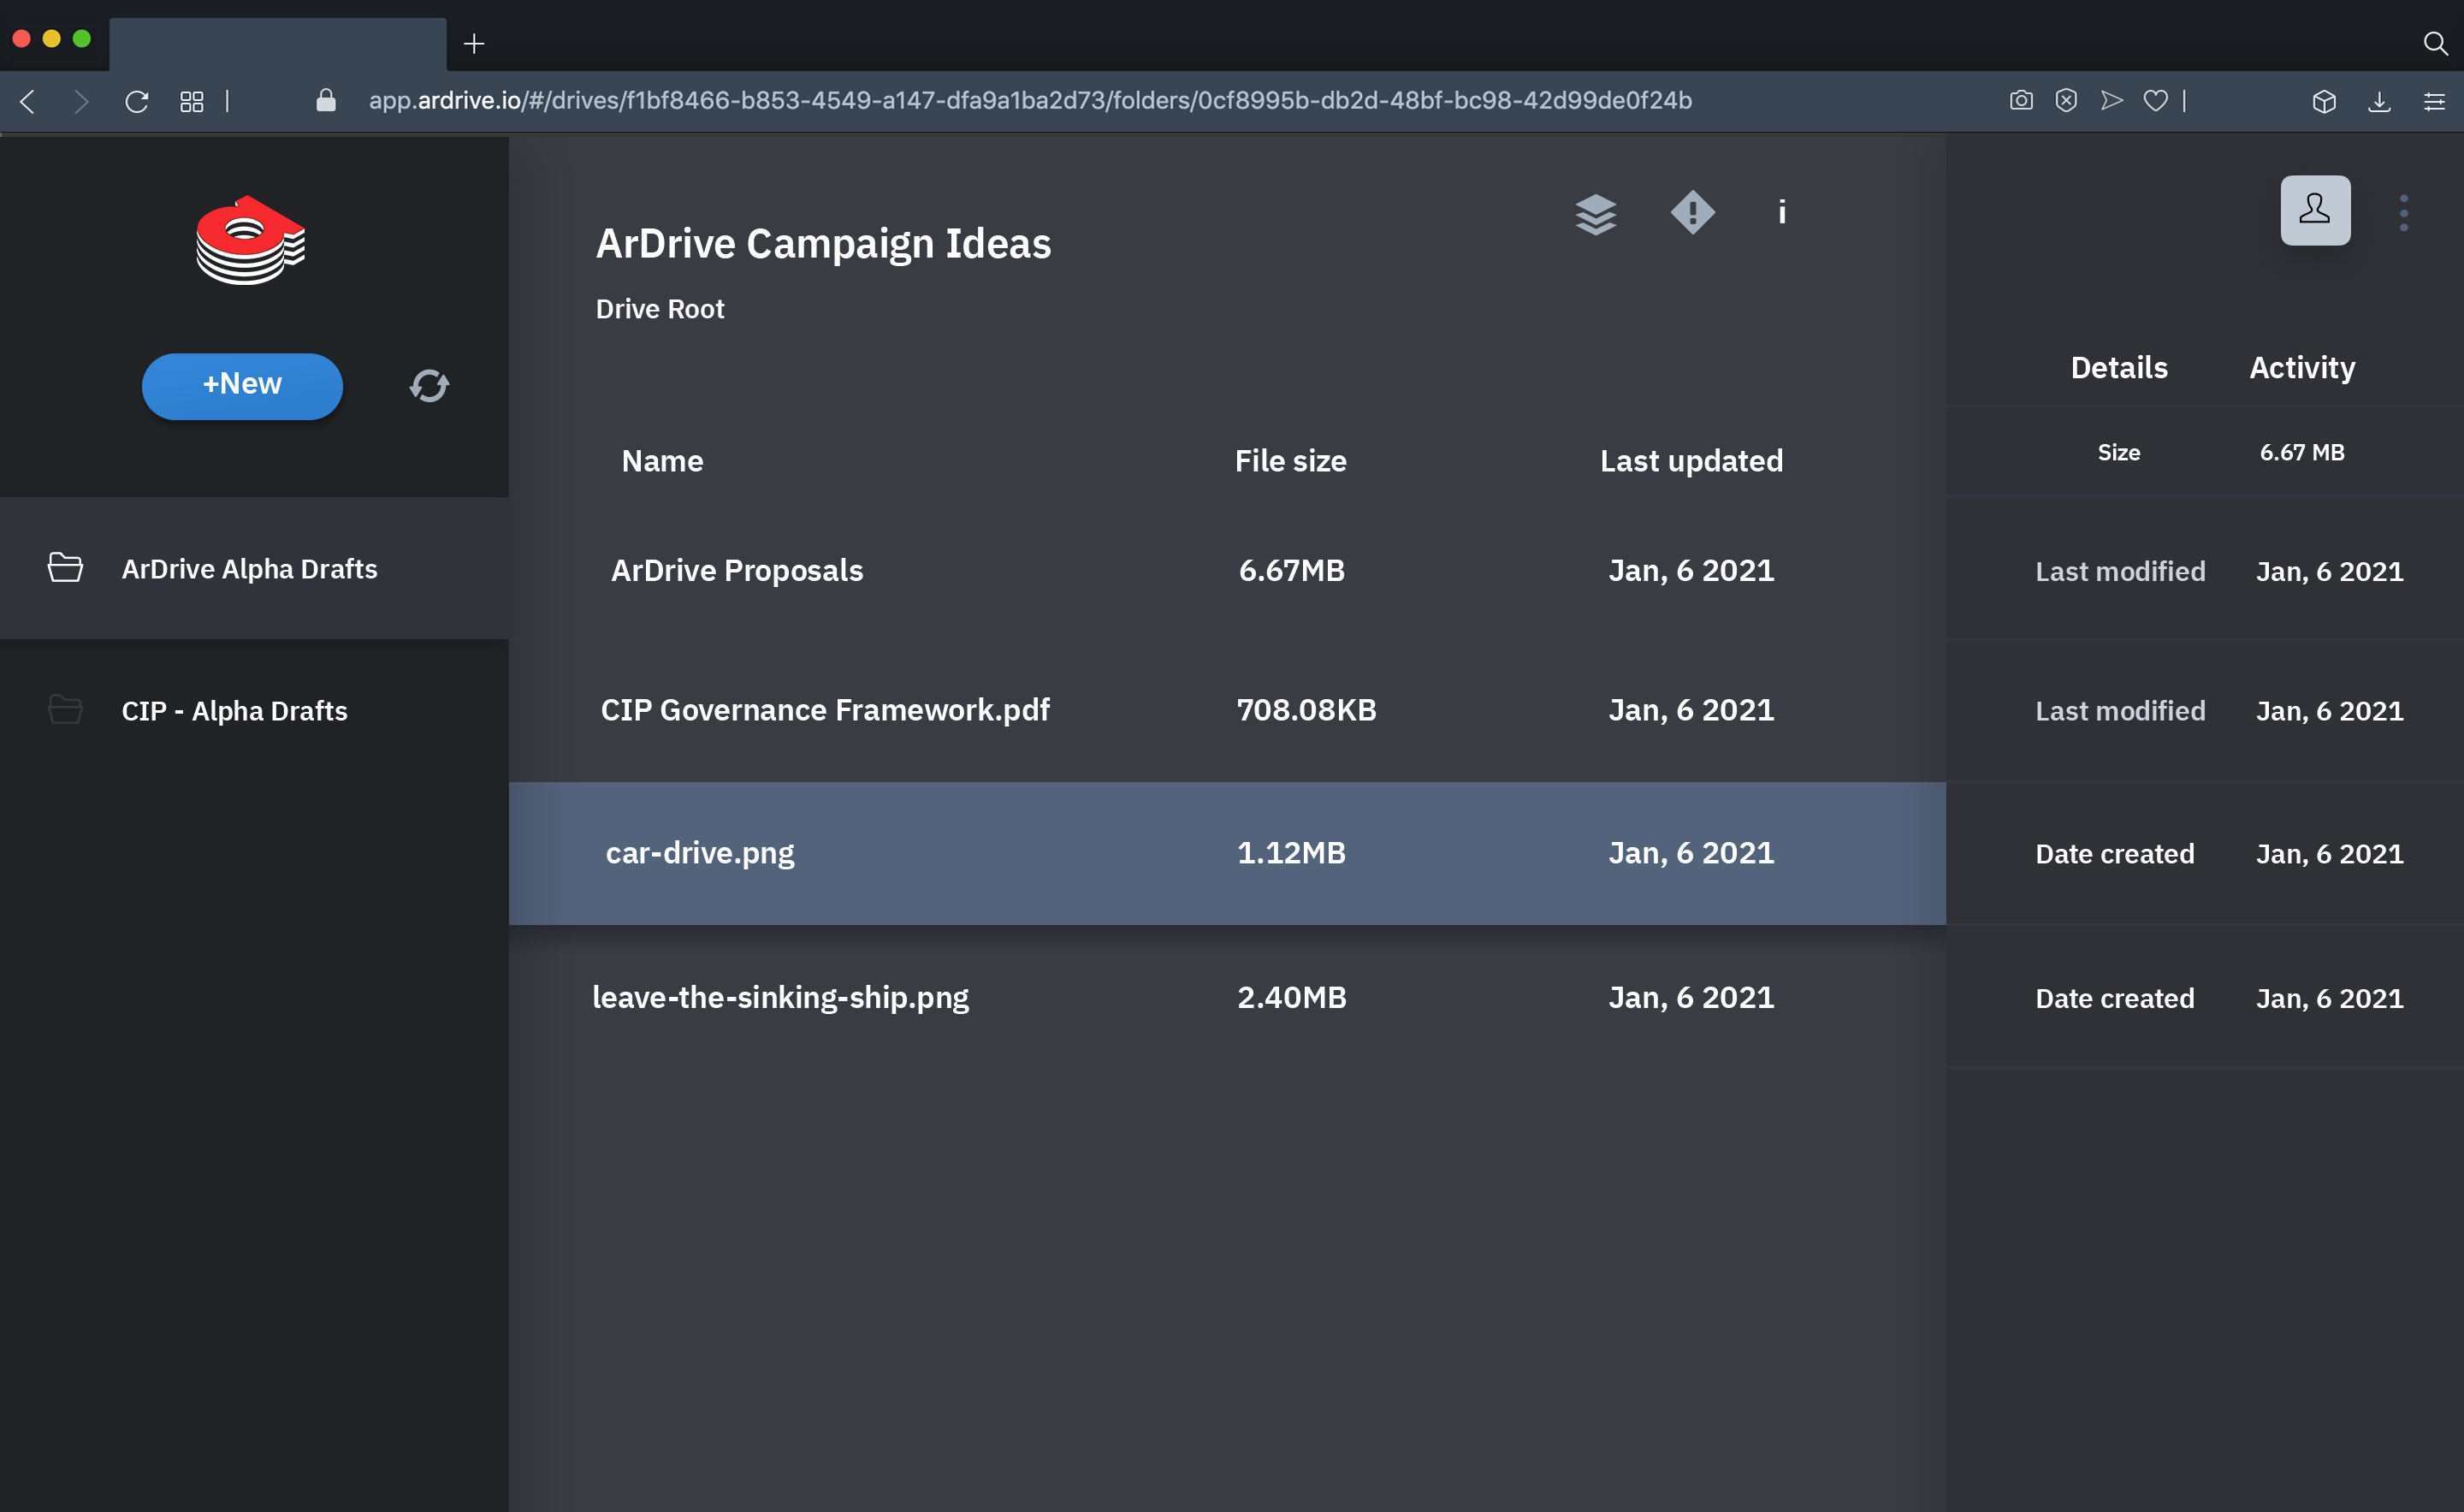 app.ardrive.io/#/drives/f1bf8466-b853-4549-a147-dfa9a1ba2d73/folders/0cf8995b-db2d-48bf-bc98-42d99de0f24b
ArDrive Campaign Ideas
Drive Root
i
+New
Details Activity
Name File size Last updated
Size 6.67 MB
ArDrive Alpha Drafts
ArDrive Proposals 6.67MB Jan, 6 2021
Last modified Jan, 6 2021
CIP - Alpha Drafts
CIP Governance Framework.pdf 708.08KB Jan, 6 2021
Last modified Jan, 6 2021
car-drive.png 1.12MB Jan, 6 2021
Date created Jan, 6 2021
leave-the-sinking-ship.png 2.40MB Jan, 6 2021
Date created Jan, 6 2021